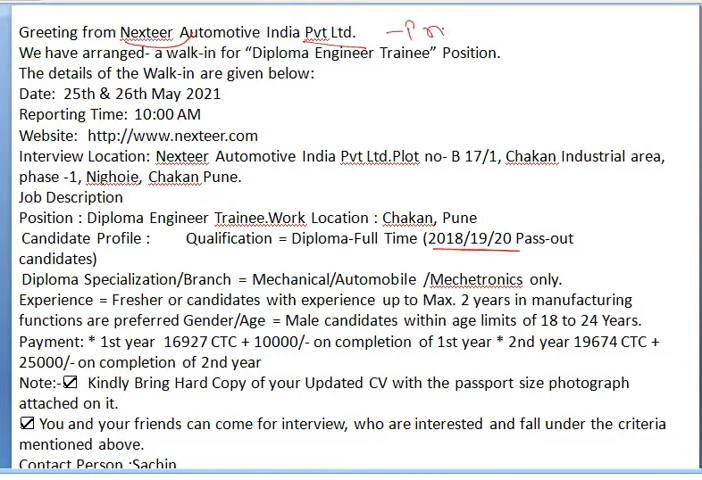 Greeting from Nexteer Automotive India Pvt Ltd.
We have arranged- a walk-in for “Diploma Engineer Trainee” Position.
The details of the Walk-in are given below:
Date: 25th & 26th May 2021
Reporting Time: 10:00 AM
Website: http://www.nexteer.com
Interview Location: Nexteer Automotive India Pvt Ltd.Plot no- B 17/1, Chakan Industrial area,
phase -1, Nighoie, Chakan Pune.
Job Description
Position : Diploma Engineer Trainee.Work Location : Chakan, Pune
Candidate Profile : Qualification = Diploma-Full Time (2018/19/20 Pass-out
candidates)
Diploma Specialization/Branch = Mechanical/Automobile /Mechetronics only.
Experience = Fresher or candidates with experience up to Max. 2 years in manufacturing
functions are preferred Gender/Age = Male candidates within age limits of 18 to 24 Years.
Payment: * 1st year 16927 CTC + 10000/- on completion of 1st year * 2nd year 19674 CTC +
25000/- on completion of 2nd year
Note:-☑ Kindly Bring Hard Copy of your Updated CV with the passport size photograph
attached on it.
☑ You and your friends can come for interview, who are interested and fall under the criteria
mentioned above.
Contact Person :Sachin